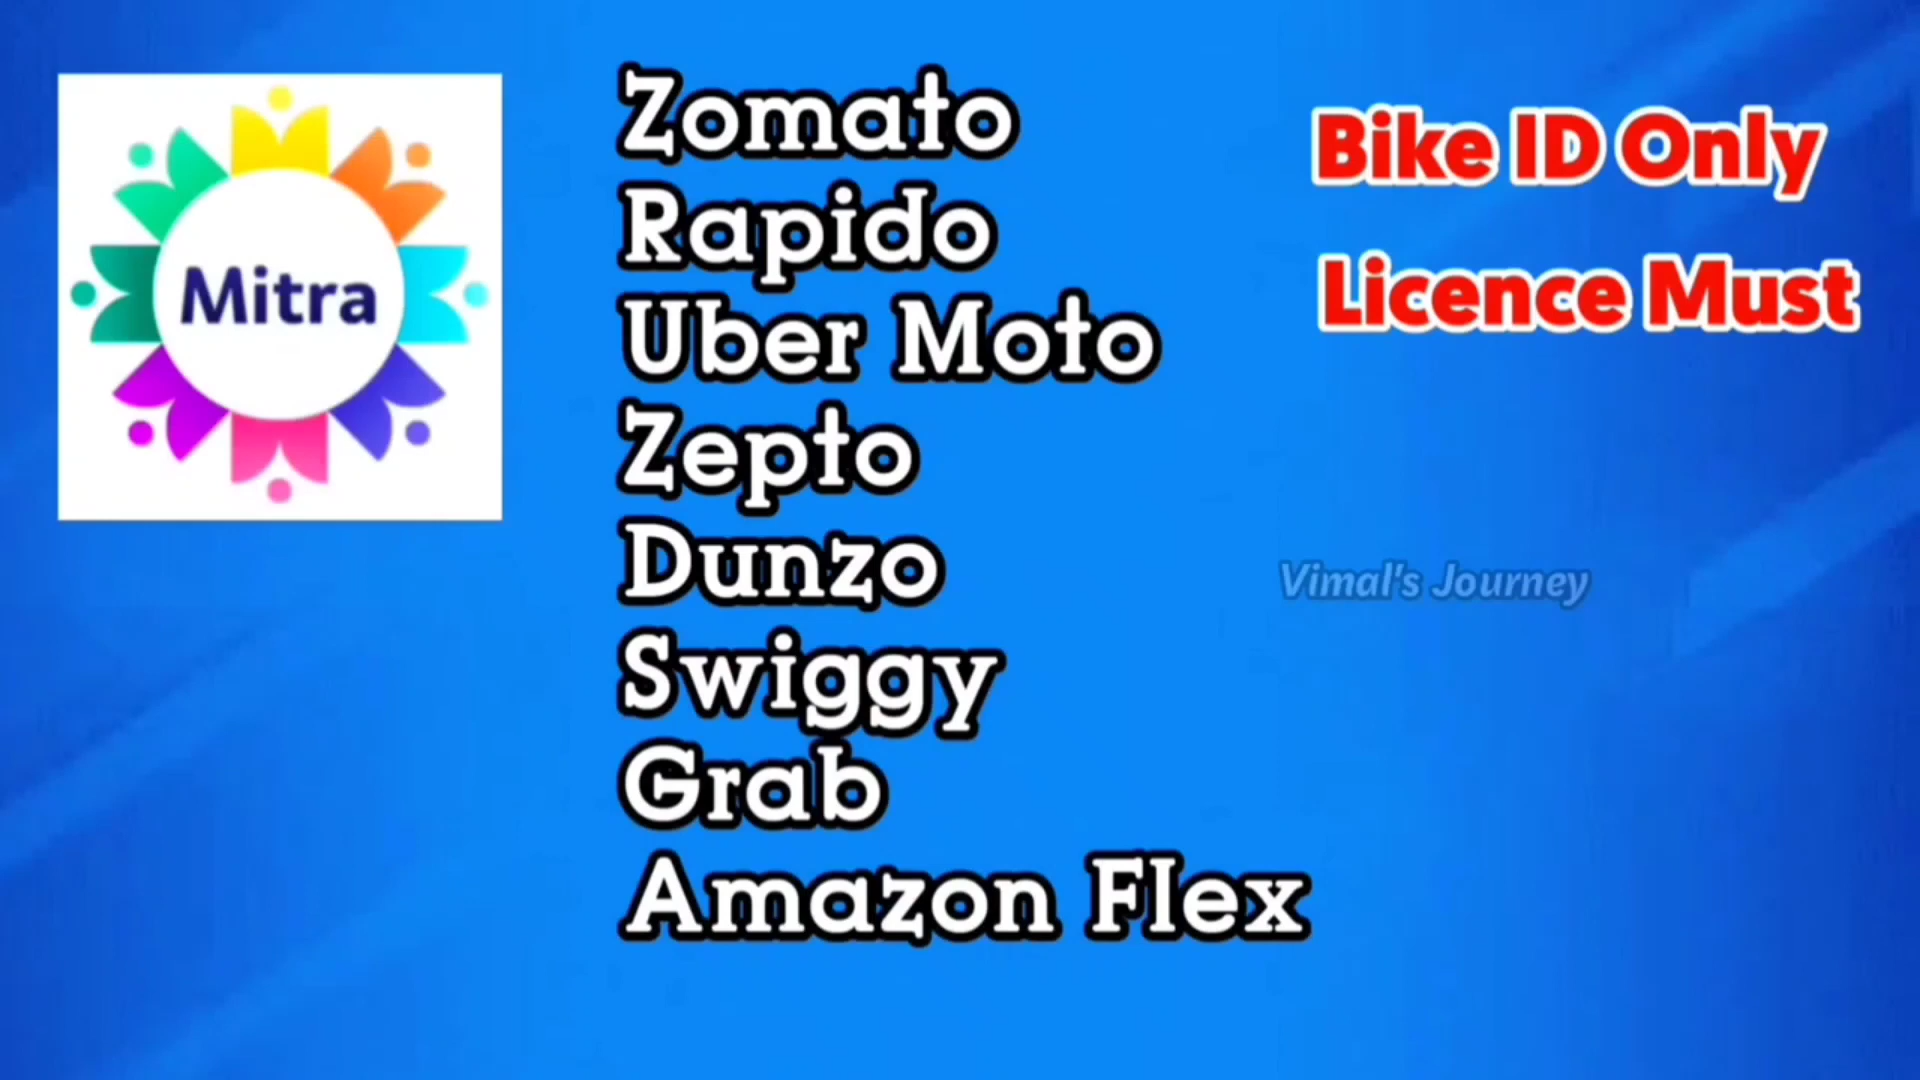 Mitra
Zomato
Rapido
Uber Moto
Zepto
Dunzo
Swiggy
Grab
Amazon Flex
Bike ID Only
Licence Must
Vimal's Journey